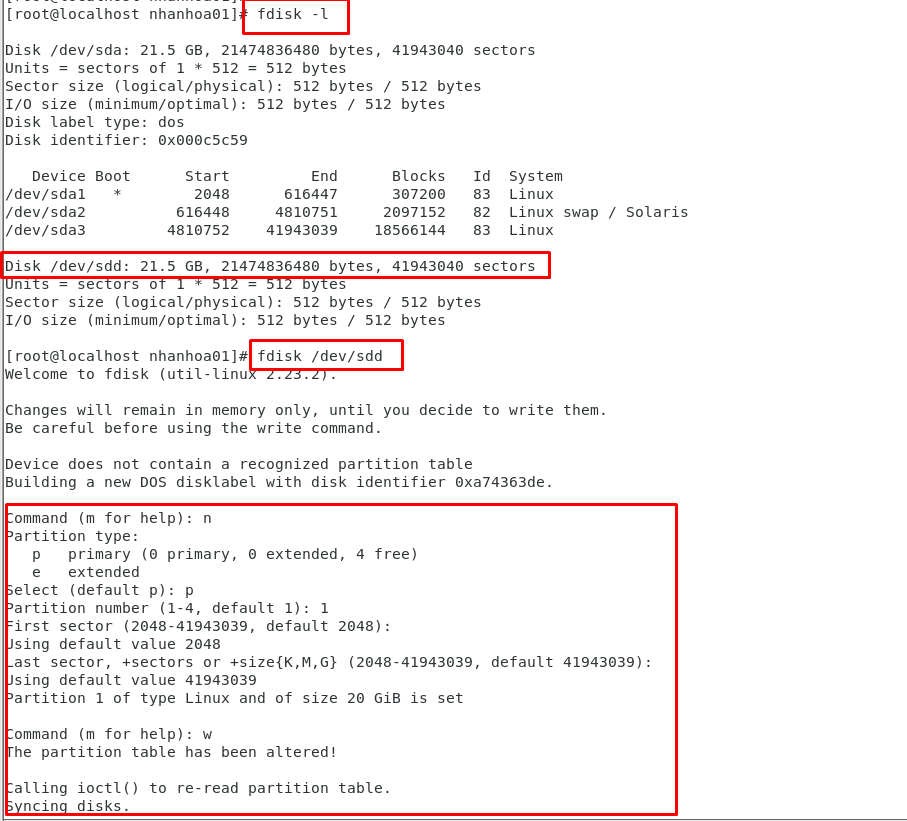 [root@localhost nhanhoa01]# fdisk -l
Disk /dev/sda: 21.5 GB, 21474836480 bytes, 41943040 sectors
Units = sectors of 1 * 512 = 512 bytes
Sector size (logical/physical): 512 bytes / 512 bytes
I/O size (minimum/optimal): 512 bytes / 512 bytes
Disk label type: dos
Disk identifier: 0x000c5c59
Device Boot Start End Blocks Id System
/dev/sda1 * 2048 616447 307200 83 Linux
/dev/sda2 616448 4810751 2097152 82 Linux swap / Solaris
/dev/sda3 4810752 41943039 18566144 83 Linux
Disk /dev/sdd: 21.5 GB, 21474836480 bytes, 41943040 sectors
Units = sectors of 1 * 512 = 512 bytes
Sector size (logical/physical): 512 bytes / 512 bytes
I/O size (minimum/optimal): 512 bytes / 512 bytes
[root@localhost nhanhoa01]# fdisk /dev/sdd
Welcome to fdisk (util-linux 2.23.2).
Changes will remain in memory only, until you decide to write them.
Be careful before using the write command.
Device does not contain a recognized partition table
Building a new DOS disklabel with disk identifier 0xa74363de.
Command (m for help): n
Partition type:
p primary (0 primary, 0 extended, 4 free)
e extended
Select (default p): p
Partition number (1-4, default 1): 1
First sector (2048-41943039, default 2048):
Using default value 2048
Last sector, +sectors or +size{K,M,G} (2048-41943039, default 41943039):
Using default value 41943039
Partition 1 of type Linux and of size 20 GiB is set
Command (m for help): w
The partition table has been altered!
Calling ioctl() to re-read partition table.
Syncing disks.